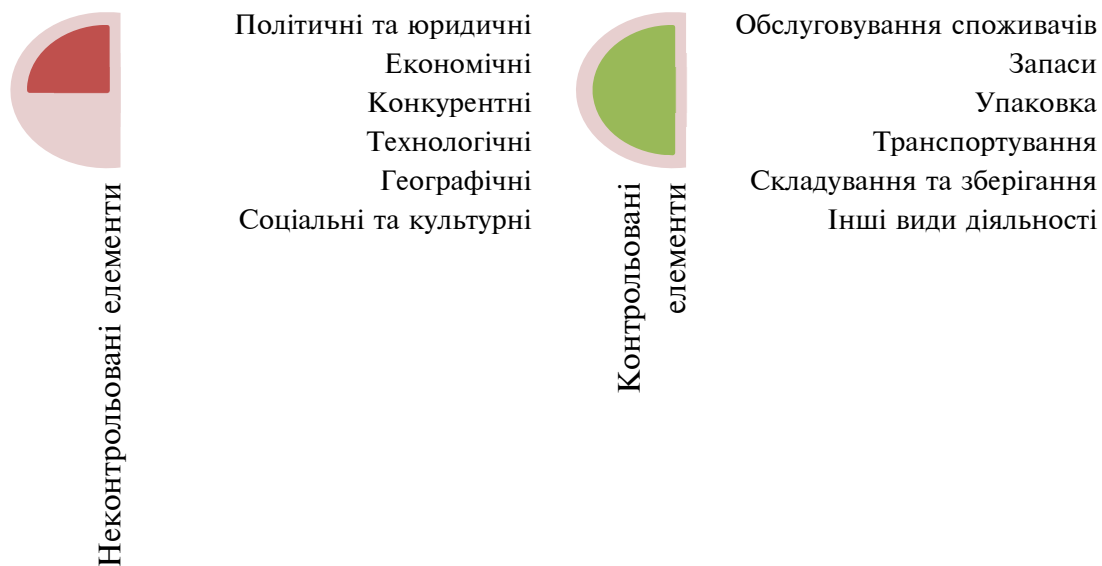 Неконтрольовані елементи
Політичні та юридичні
Економічні
Конкурентні
Технологічні
Географічні
Соціальні та культурні
Контрольовані
елементи
Обслуговування споживачів
Запаси
Упаковка
Транспортування
Складування та зберігання
Інші види діяльності